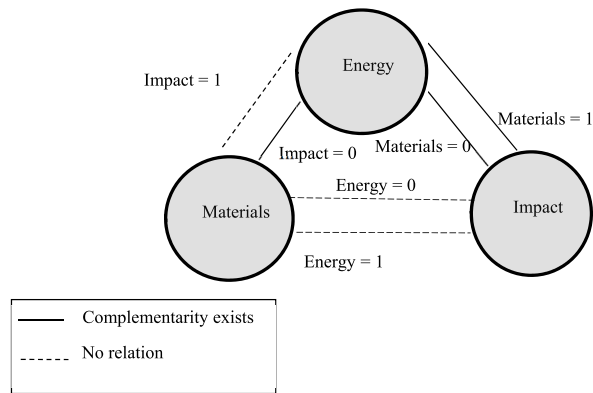 Energy
Impact = 1
Materials = 1
Impact = 0
Materials = 0
Energy = 0
Materials
Impact
Energy = 1
Complementarity exists
No relation